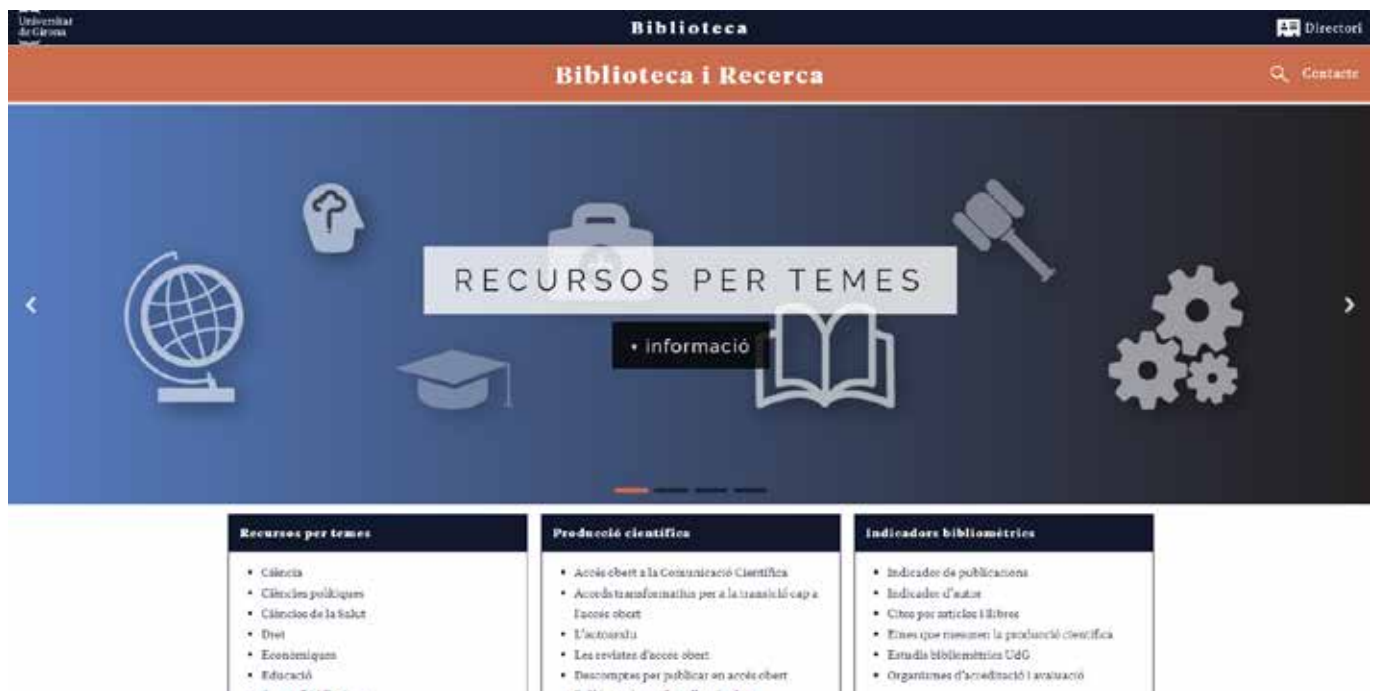 Universitat
de Girona
Biblioteca
Directori
Biblioteca i Recerca
Contacte
RECURSOS PER TEMES
• informació
Recursos per temes
• Ciència
• Ciències polítiques
• Ciències de la Salut
• Dret
• Econòmiques
• Educació
Producció científica
• Accés obert a la Comunicació Científica
• Acords transformatius per a la transició cap a
l'accés obert
• L'autoarxiu
• Les revistes d'accés obert
• Descomptes per publicar en accés obert
Indicadors bibliomètrics
• Indicador de publicacions
• Indicador d'autor
• Cites per articles i llibres
• Eines que mesuren la producció científica
• Estudis bibliomètrics UdG
• Organismes d'acreditació i avaluació